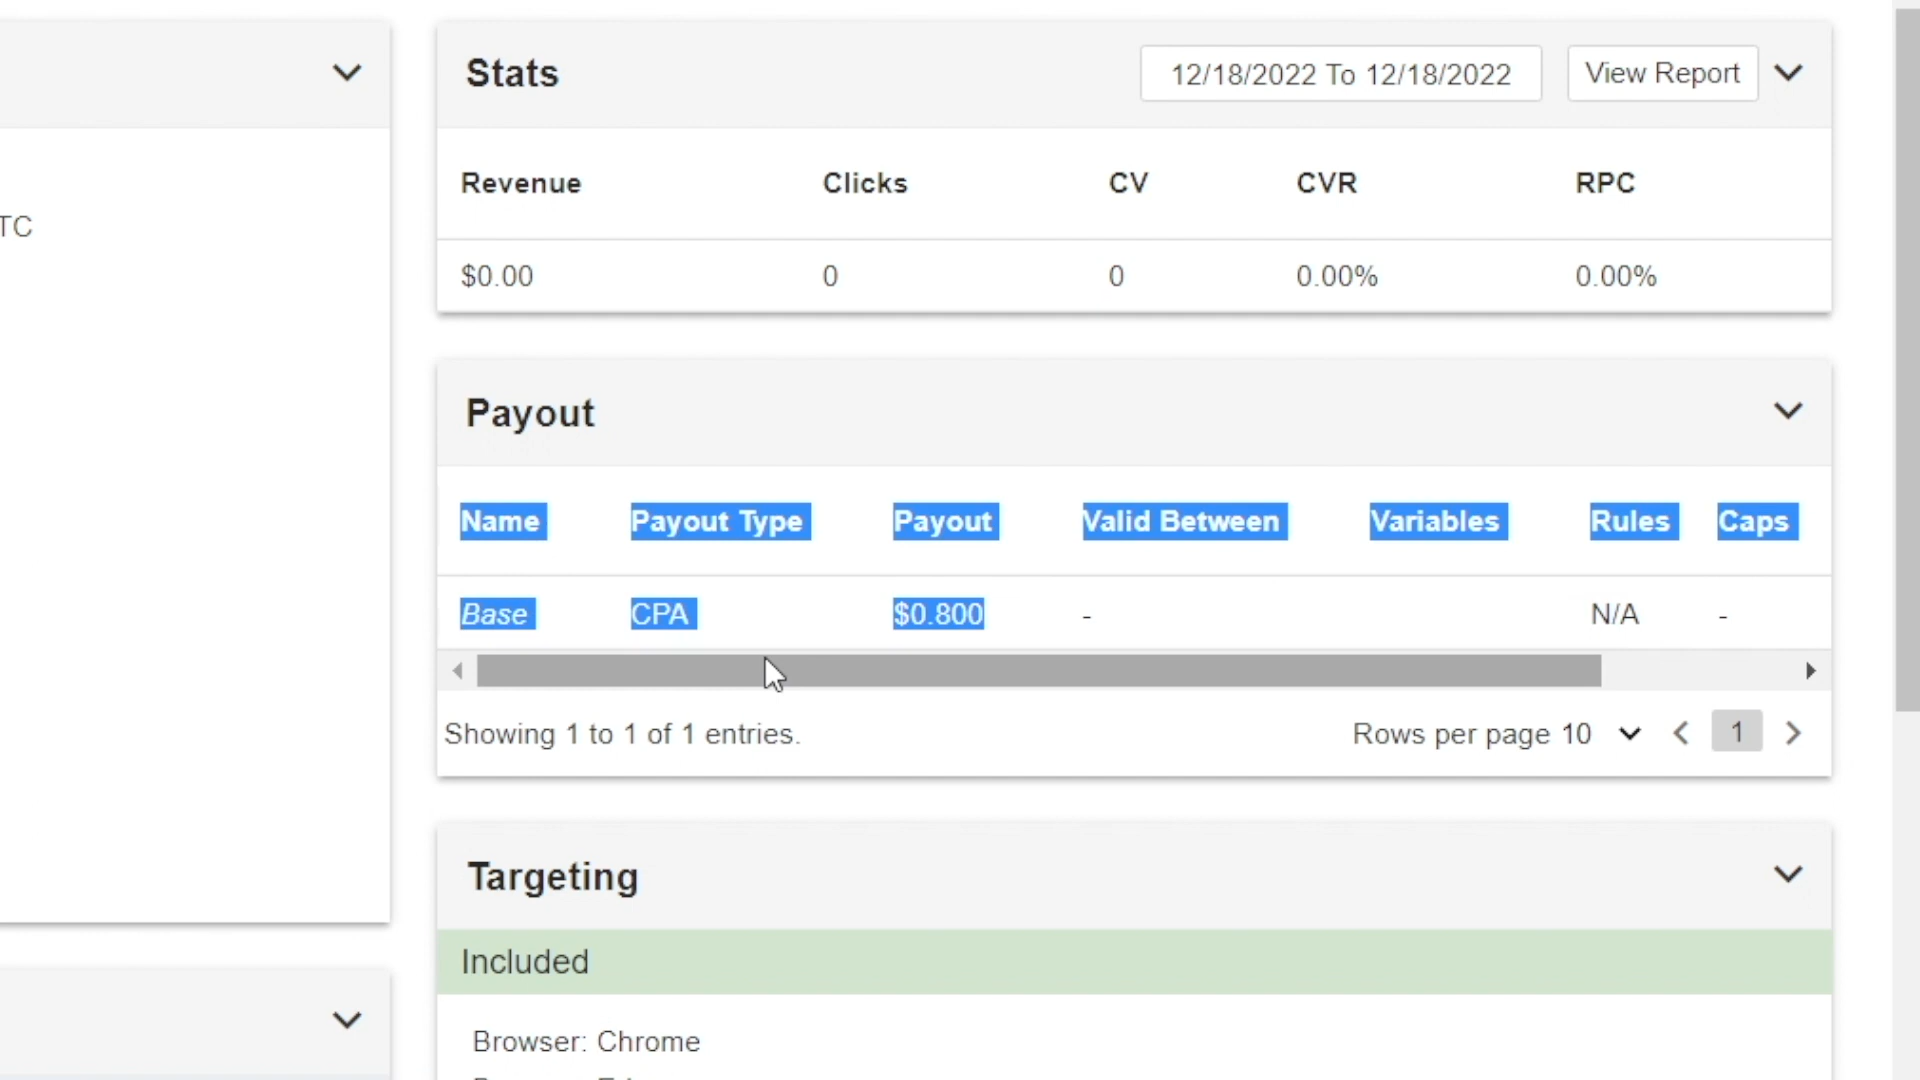 TC
Stats
12/18/2022 To 12/18/2022 View Report
Revenue Clicks CV CVR RPC
$0.00 0 0 0.00% 0.00%
Payout
Name Payout Type Payout Valid Between Variables Rules Caps
Base CPA $0.800 - N/A -
Showing 1 to 1 of 1 entries. Rows per page 10 1
Targeting
Included
Browser: Chrome